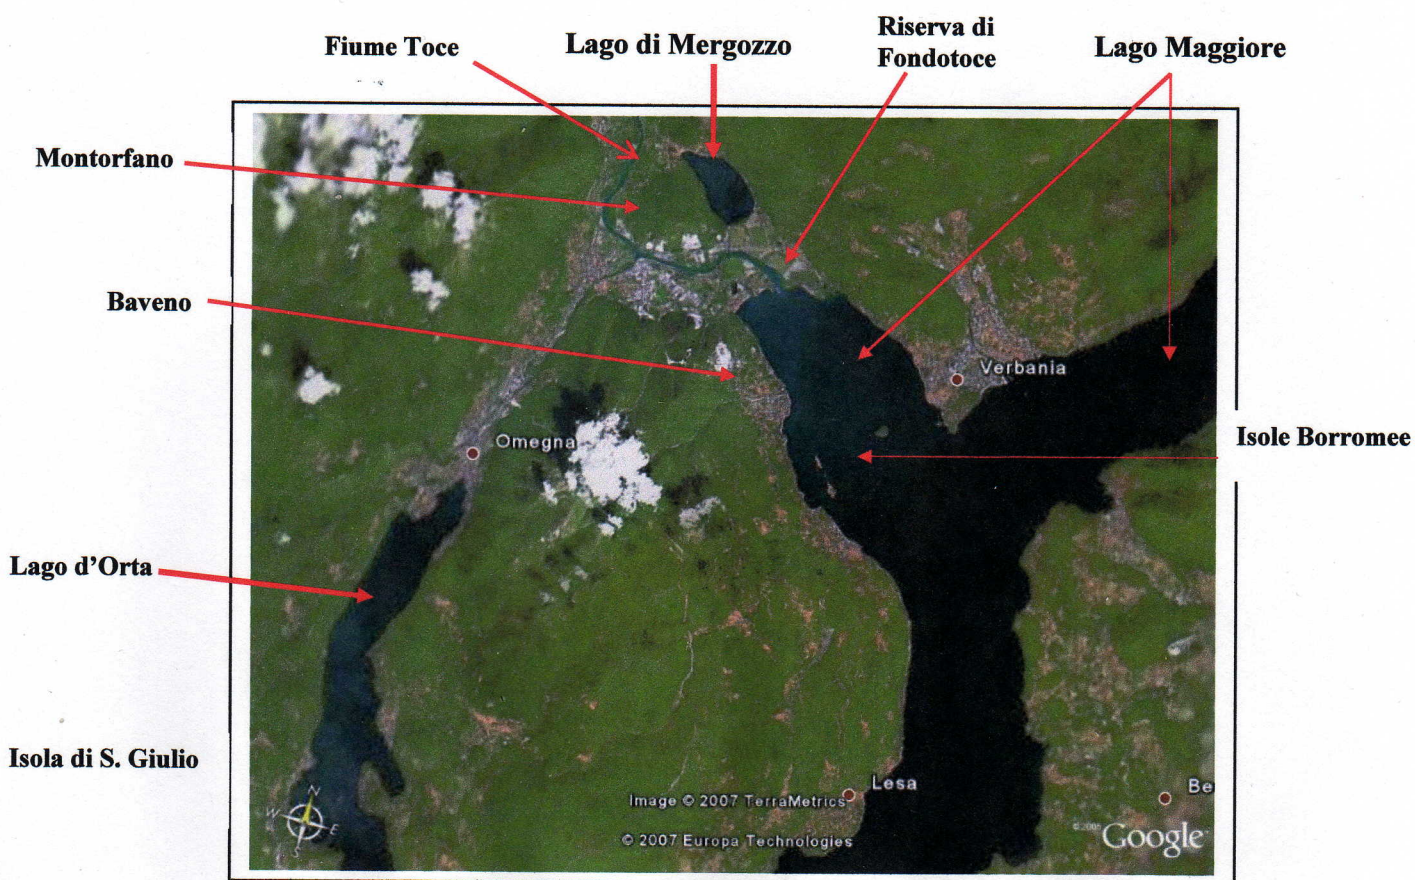 Fiume Toce
Lago di Mergozzo
Riserva di
Fondotoce
Lago Maggiore
Montorfano
Baveno
Verbania
Isole Borromee
Omegna
Lago d’Orta
Isola di S. Giulio
N
W
E
S
Lesa
Be
Image © 2007 TerraMetrics
© 2007 Europa Technologies
© 2005 Google